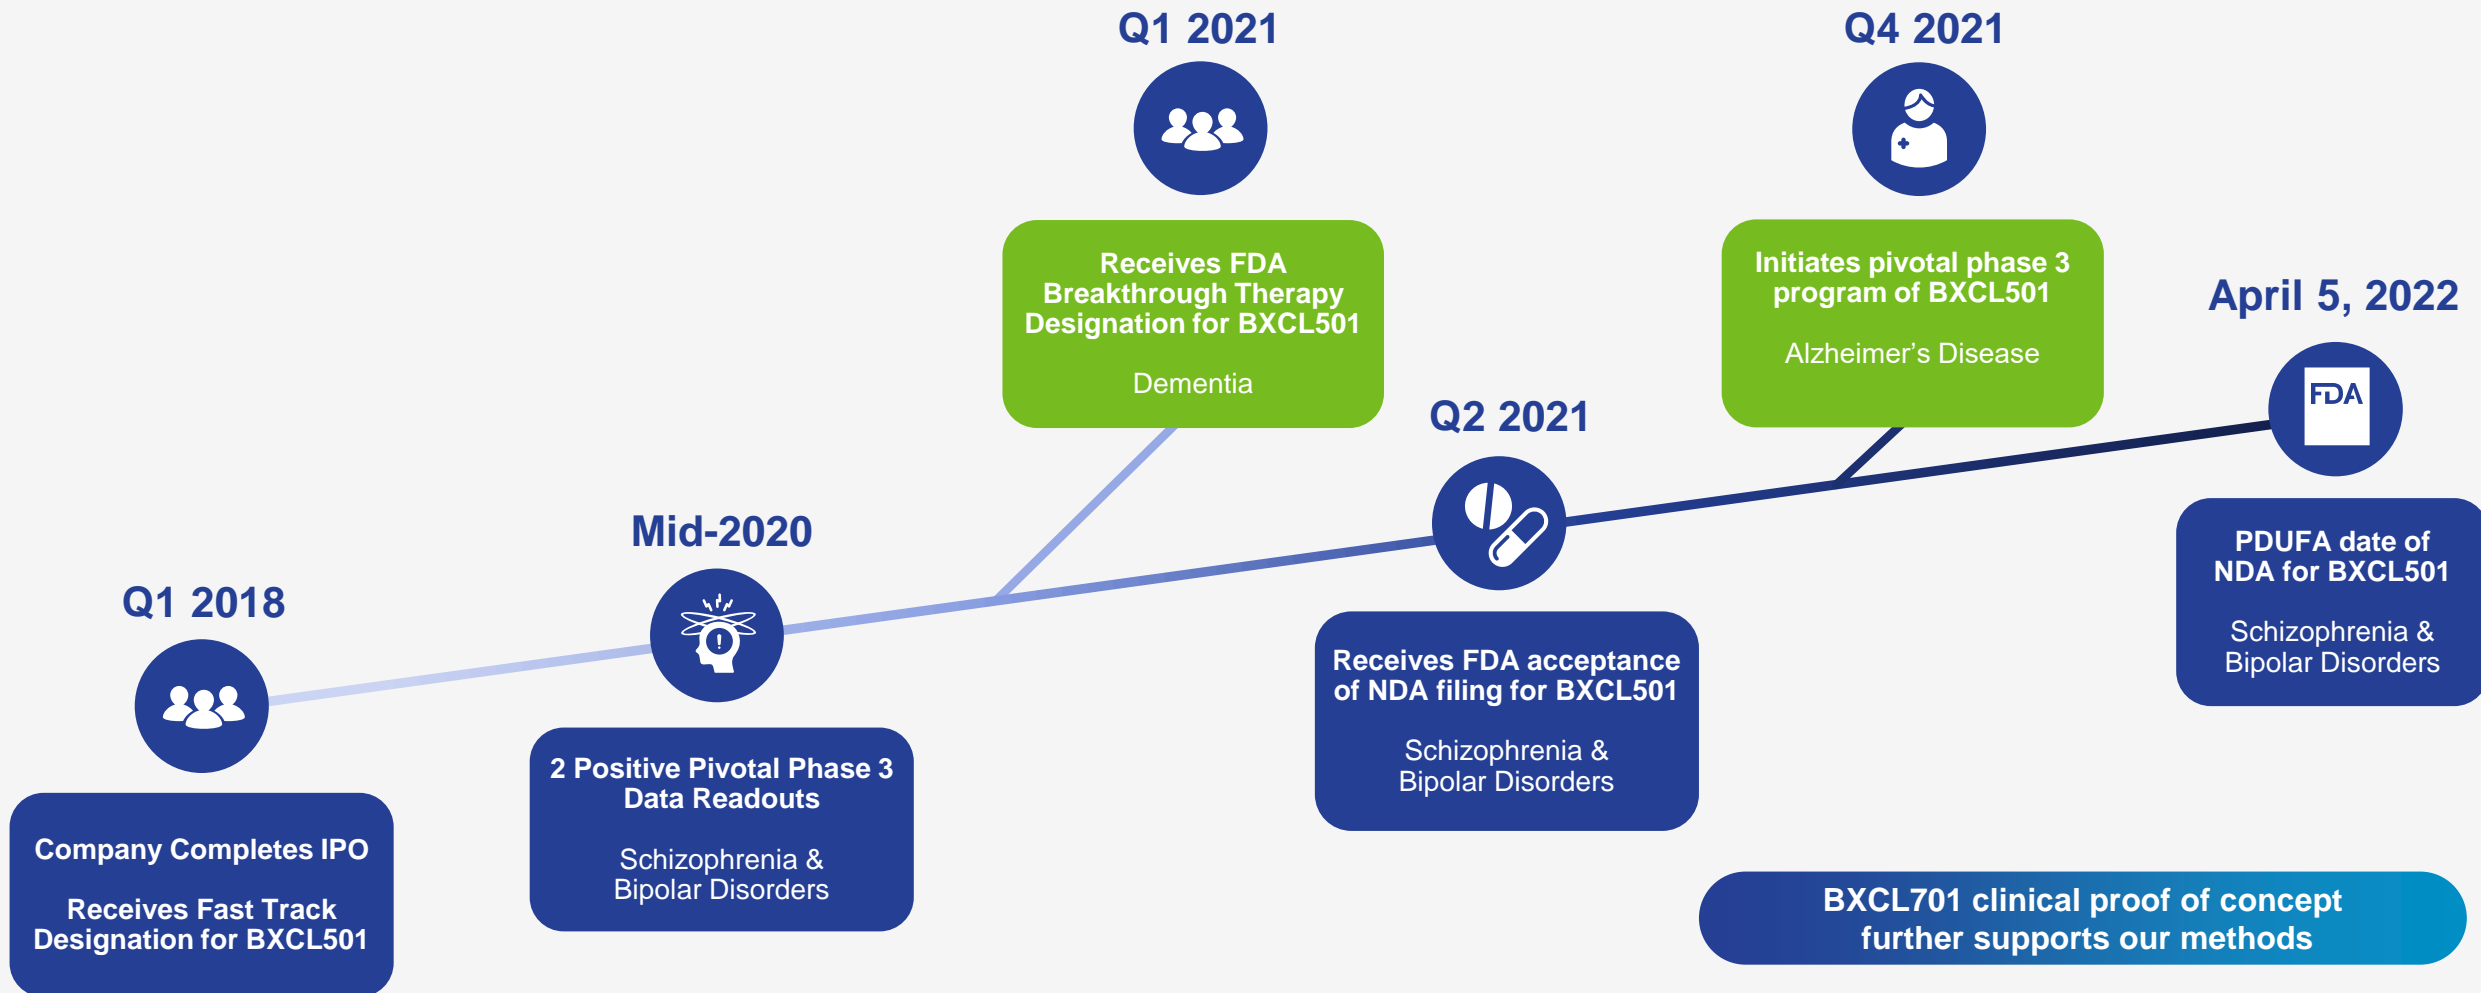 Q1 2018
Company Completes IPO
Receives Fast Track
Designation for BXCL501
Mid-2020
2 Positive Pivotal Phase 3
Data Readouts
Schizophrenia &
Bipolar Disorders
Q1 2021
Receives FDA
Breakthrough Therapy
Designation for BXCL501
Dementia
Q2 2021
Receives FDA acceptance
of NDA filing for BXCL501
Schizophrenia &
Bipolar Disorders
Q4 2021
Initiates pivotal phase 3
program of BXCL501
Alzheimer’s Disease
April 5, 2022
FDA
PDUFA date of
NDA for BXCL501
Schizophrenia &
Bipolar Disorders
BXCL701 clinical proof of concept
further supports our methods